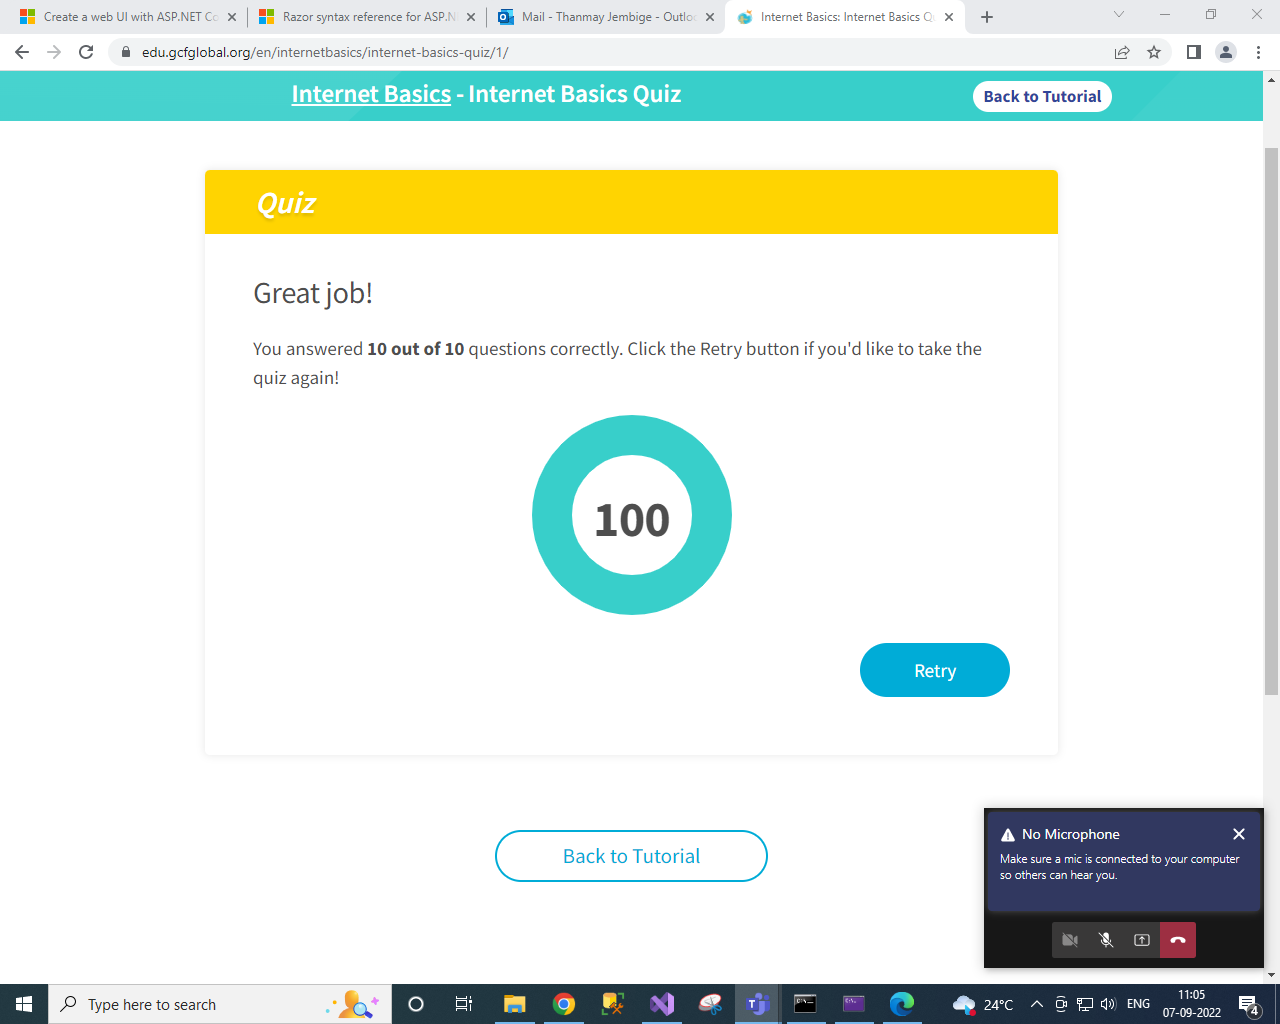 Create a web UI with ASP.NET Co
Razor syntax reference for ASP.N
Mail - Thanmay Jembige - Outlo
Internet Basics: Internet Basics Q
edu.gcfglobal.org/en/internetbasics/internet-basics-quiz/1/
Internet Basics - Internet Basics Quiz
Back to Tutorial
Quiz
Great job!
You answered 10 out of 10 questions correctly. Click the Retry button if you'd like to take the
quiz again!
100
Retry
Back to Tutorial
No Microphone
Make sure a mic is connected to your computer
so others can hear you.
Type here to search
24°C
ENG
11:05
07-09-2022
4